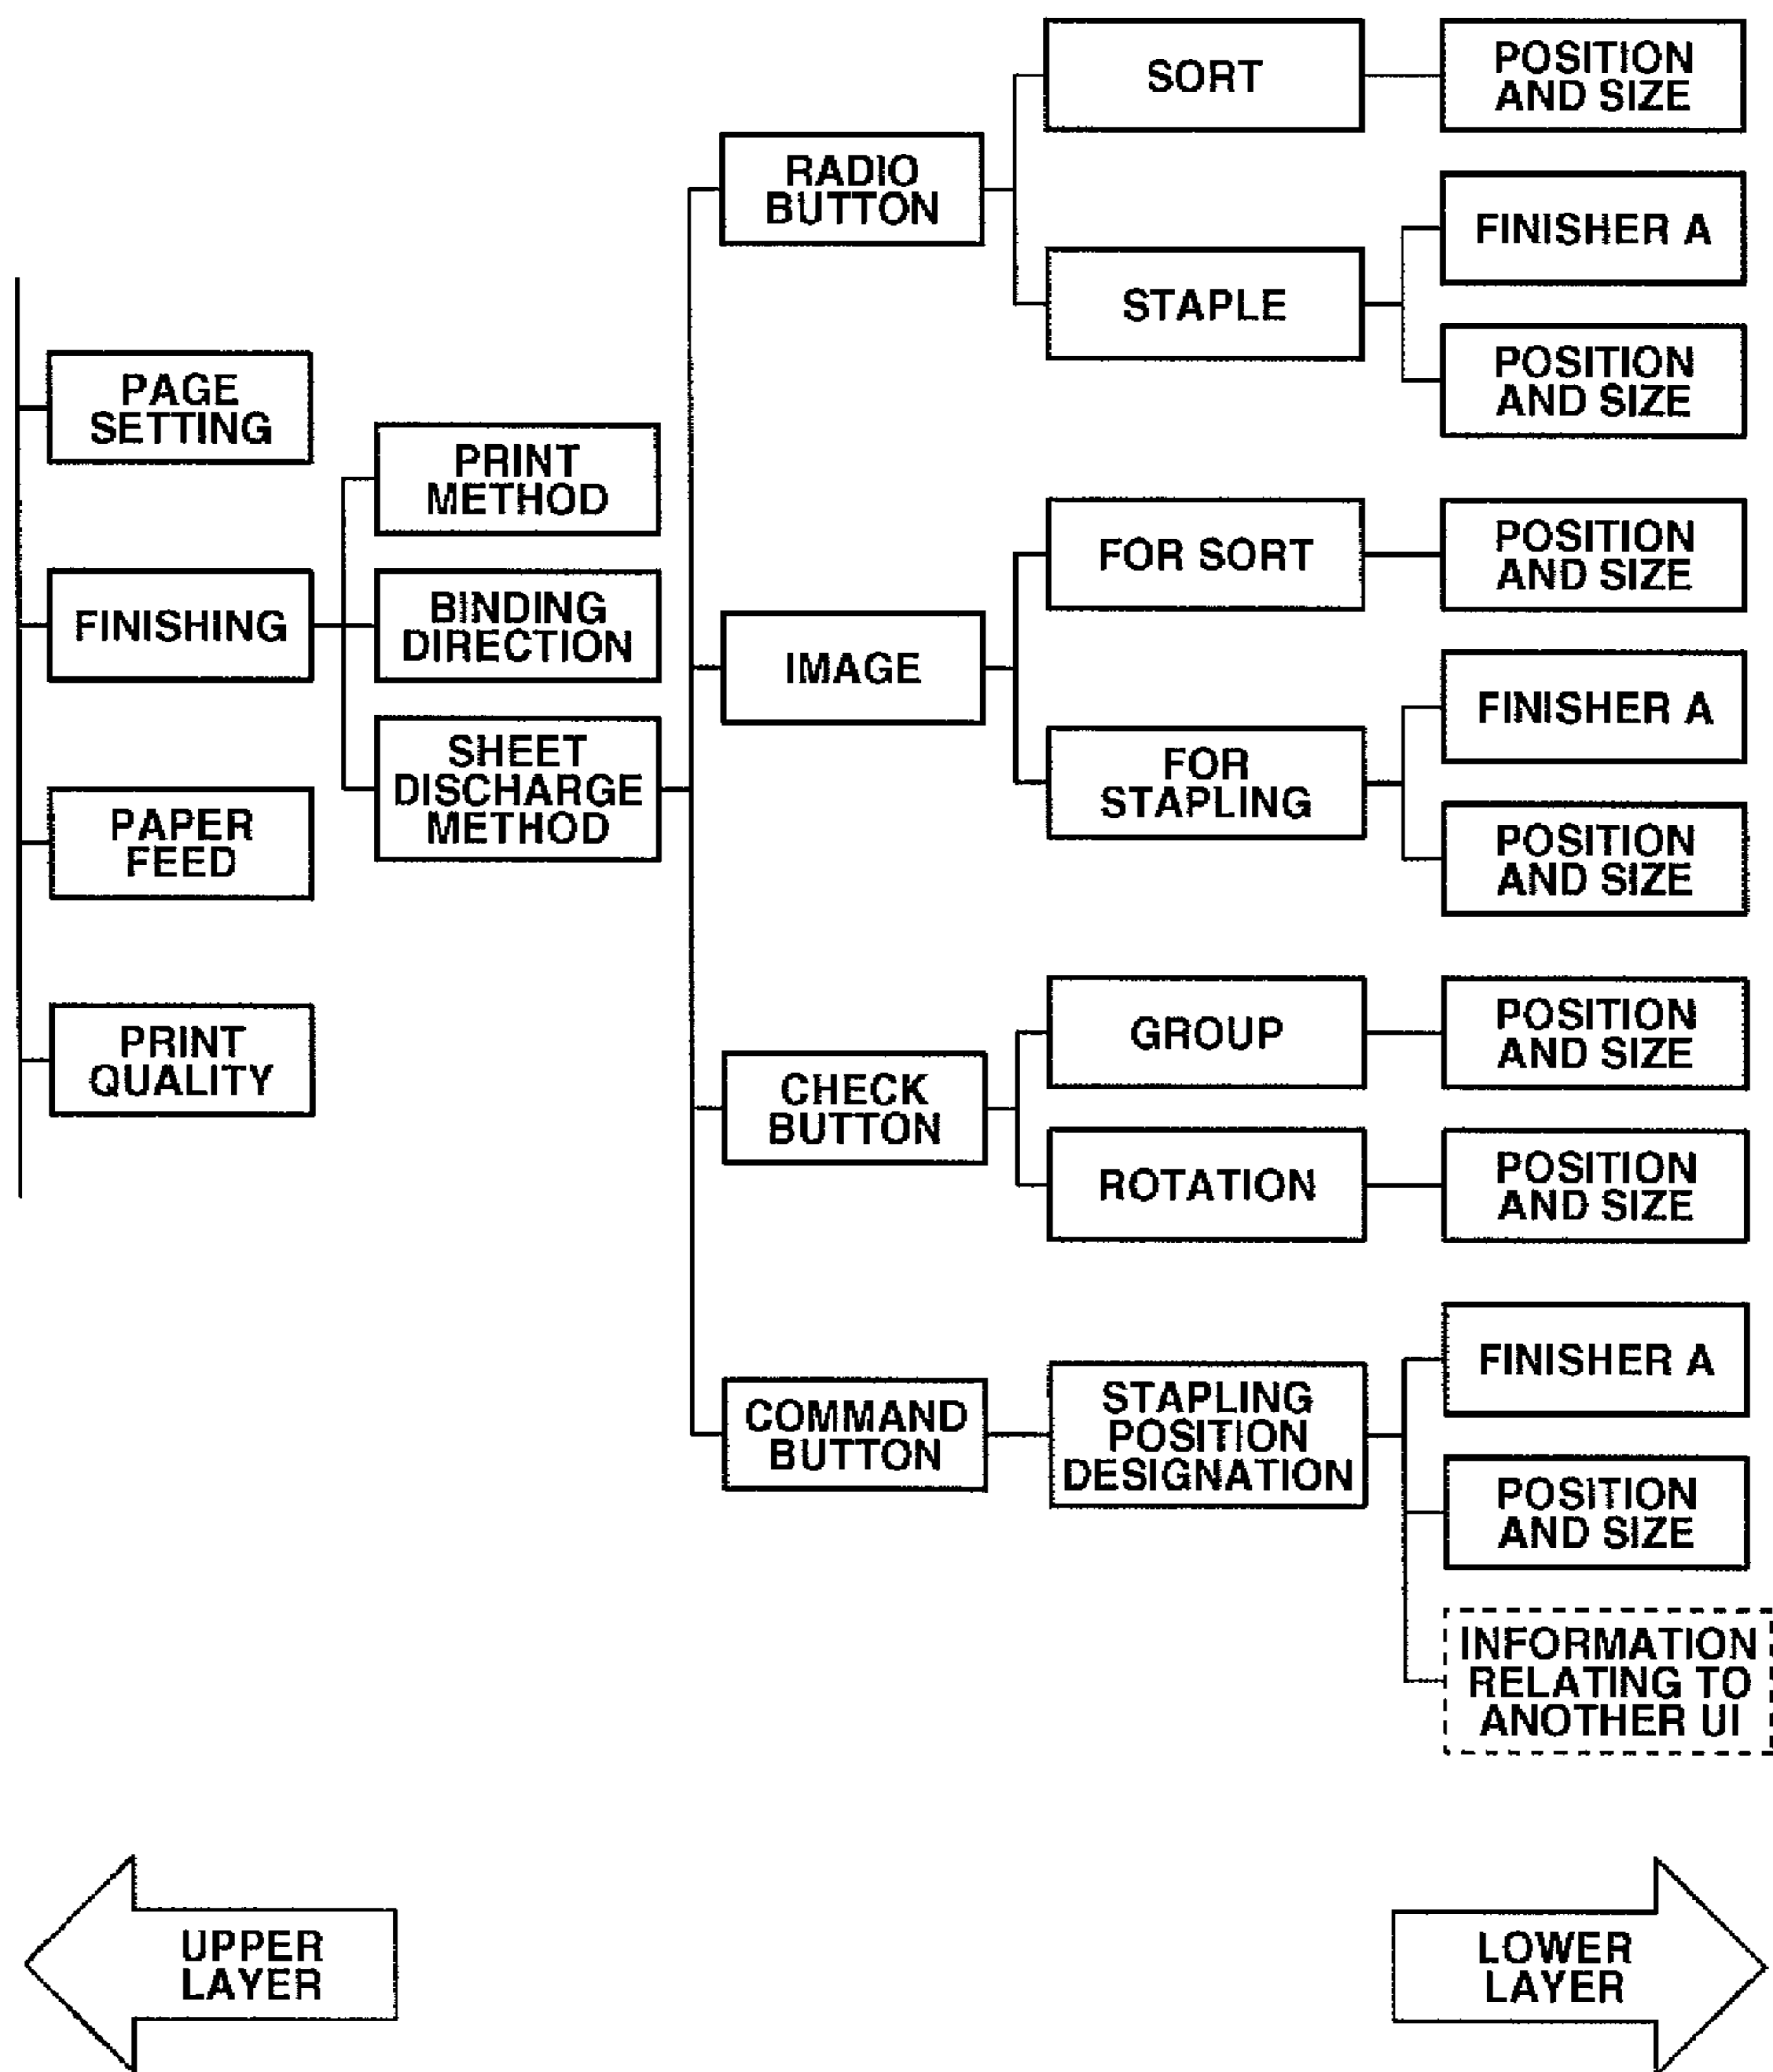 PAGE
SETTING
FINISHING
PAPER
FEED
PRINT
QUALITY
PRINT
METHOD
BINDING
DIRECTION
SHEET
DISCHARGE
METHOD
RADIO
BUTTON
SORT
POSITION
AND SIZE
STAPLE
FINISHER A
POSITION
AND SIZE
IMAGE
FOR SORT
POSITION
AND SIZE
FOR
STAPLING
FINISHER A
POSITION
AND SIZE
CHECK
BUTTON
GROUP
POSITION
AND SIZE
ROTATION
POSITION
AND SIZE
COMMAND
BUTTON
STAPLING
POSITION
DESIGNATION
FINISHER A
POSITION
AND SIZE
INFORMATION
RELATING TO
ANOTHER UI
UPPER
LAYER
LOWER
LAYER